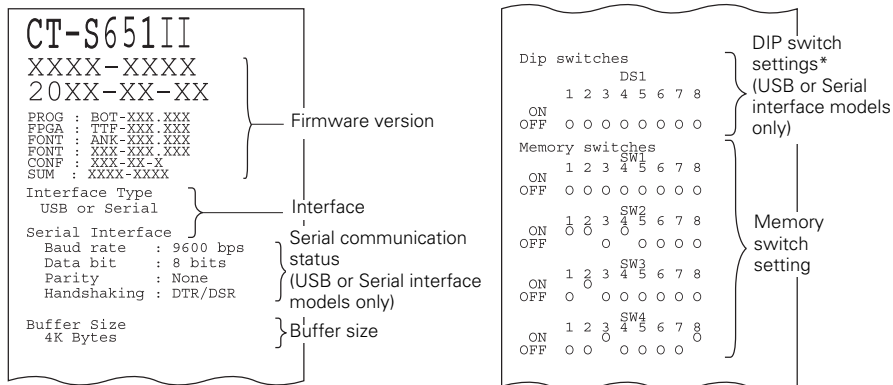 CT-S651II
XXXX-XXXX
20XX-XX-XX
PROG : BOT-XXX.XXX
FPGA : TTF-XXX.XXX
FONT : ANK-XXX.XXX
FONT : XXX-XXX.XXX
CONF : XXX-XX-X
SUM : XXXX-XXXX
Firmware version
Interface Type
USB or Serial
Interface
Serial Interface
Baud rate : 9600 bps
Data bit : 8 bits
Parity : None
Handshaking : DTR/DSR
Serial communication
status
(USB or Serial interface
models only)
Buffer Size
4K Bytes
Buffer size
Dip switches
DS1
1 2 3 4 5 6 7 8
ON
OFF O O O O O O O O
DIP switch
settings*
(USB or Serial
interface models
only)
Memory switches
SW1
1 2 3 4 5 6 7 8
ON
OFF O O O O O O O O
SW2
1 2 3 4 5 6 7 8
ON O O O
OFF O O O O O
SW3
1 2 3 4 5 6 7 8
ON O
OFF O O O O O O O
SW4
1 2 3 4 5 6 7 8
ON O O
OFF O O O O O O
Memory
switch
setting